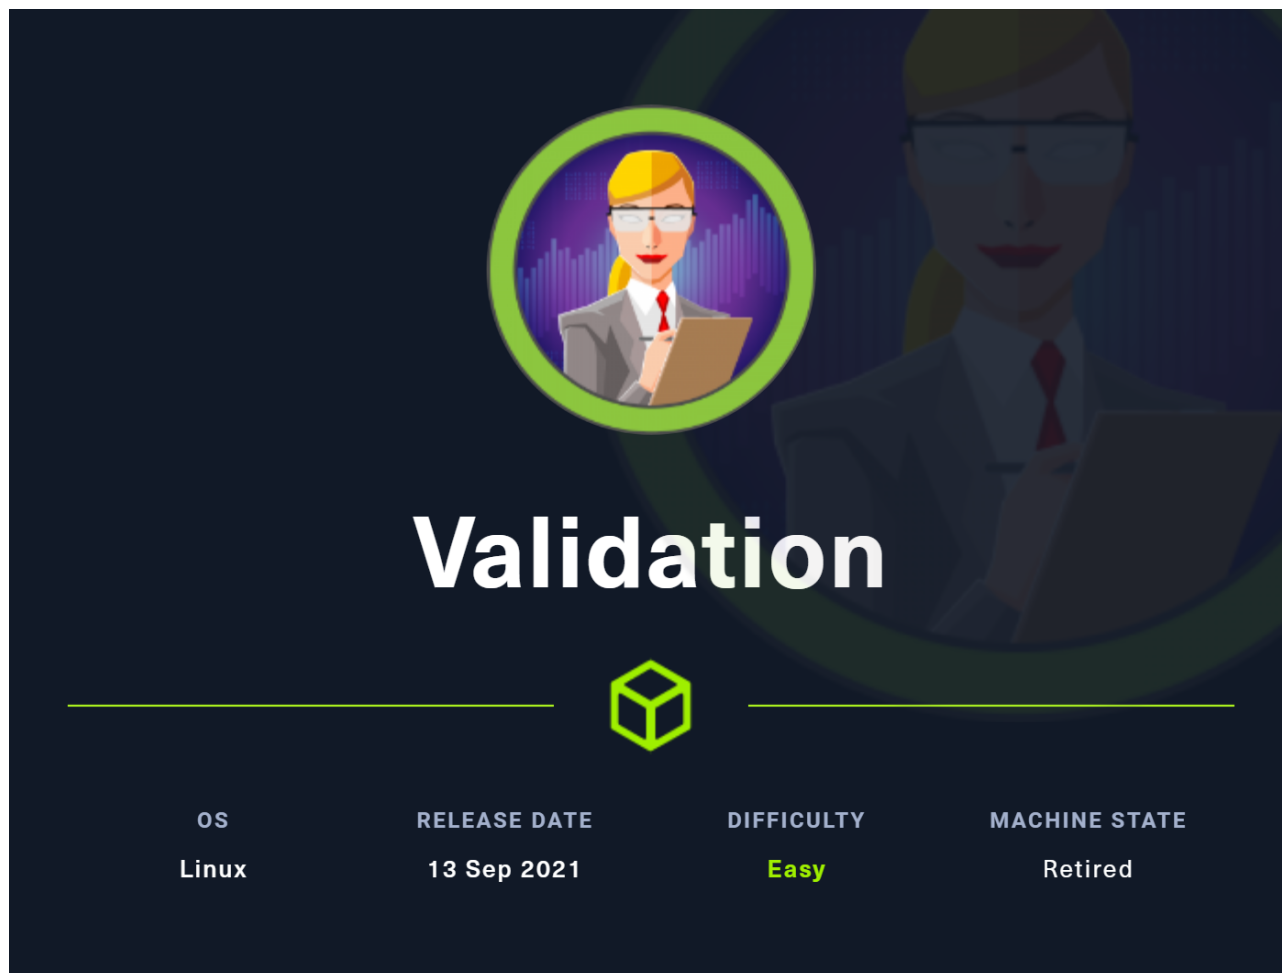 Validation
OS
RELEASE DATE
DIFFICULTY
MACHINE STATE
Linux
13 Sep 2021
Easy
Retired